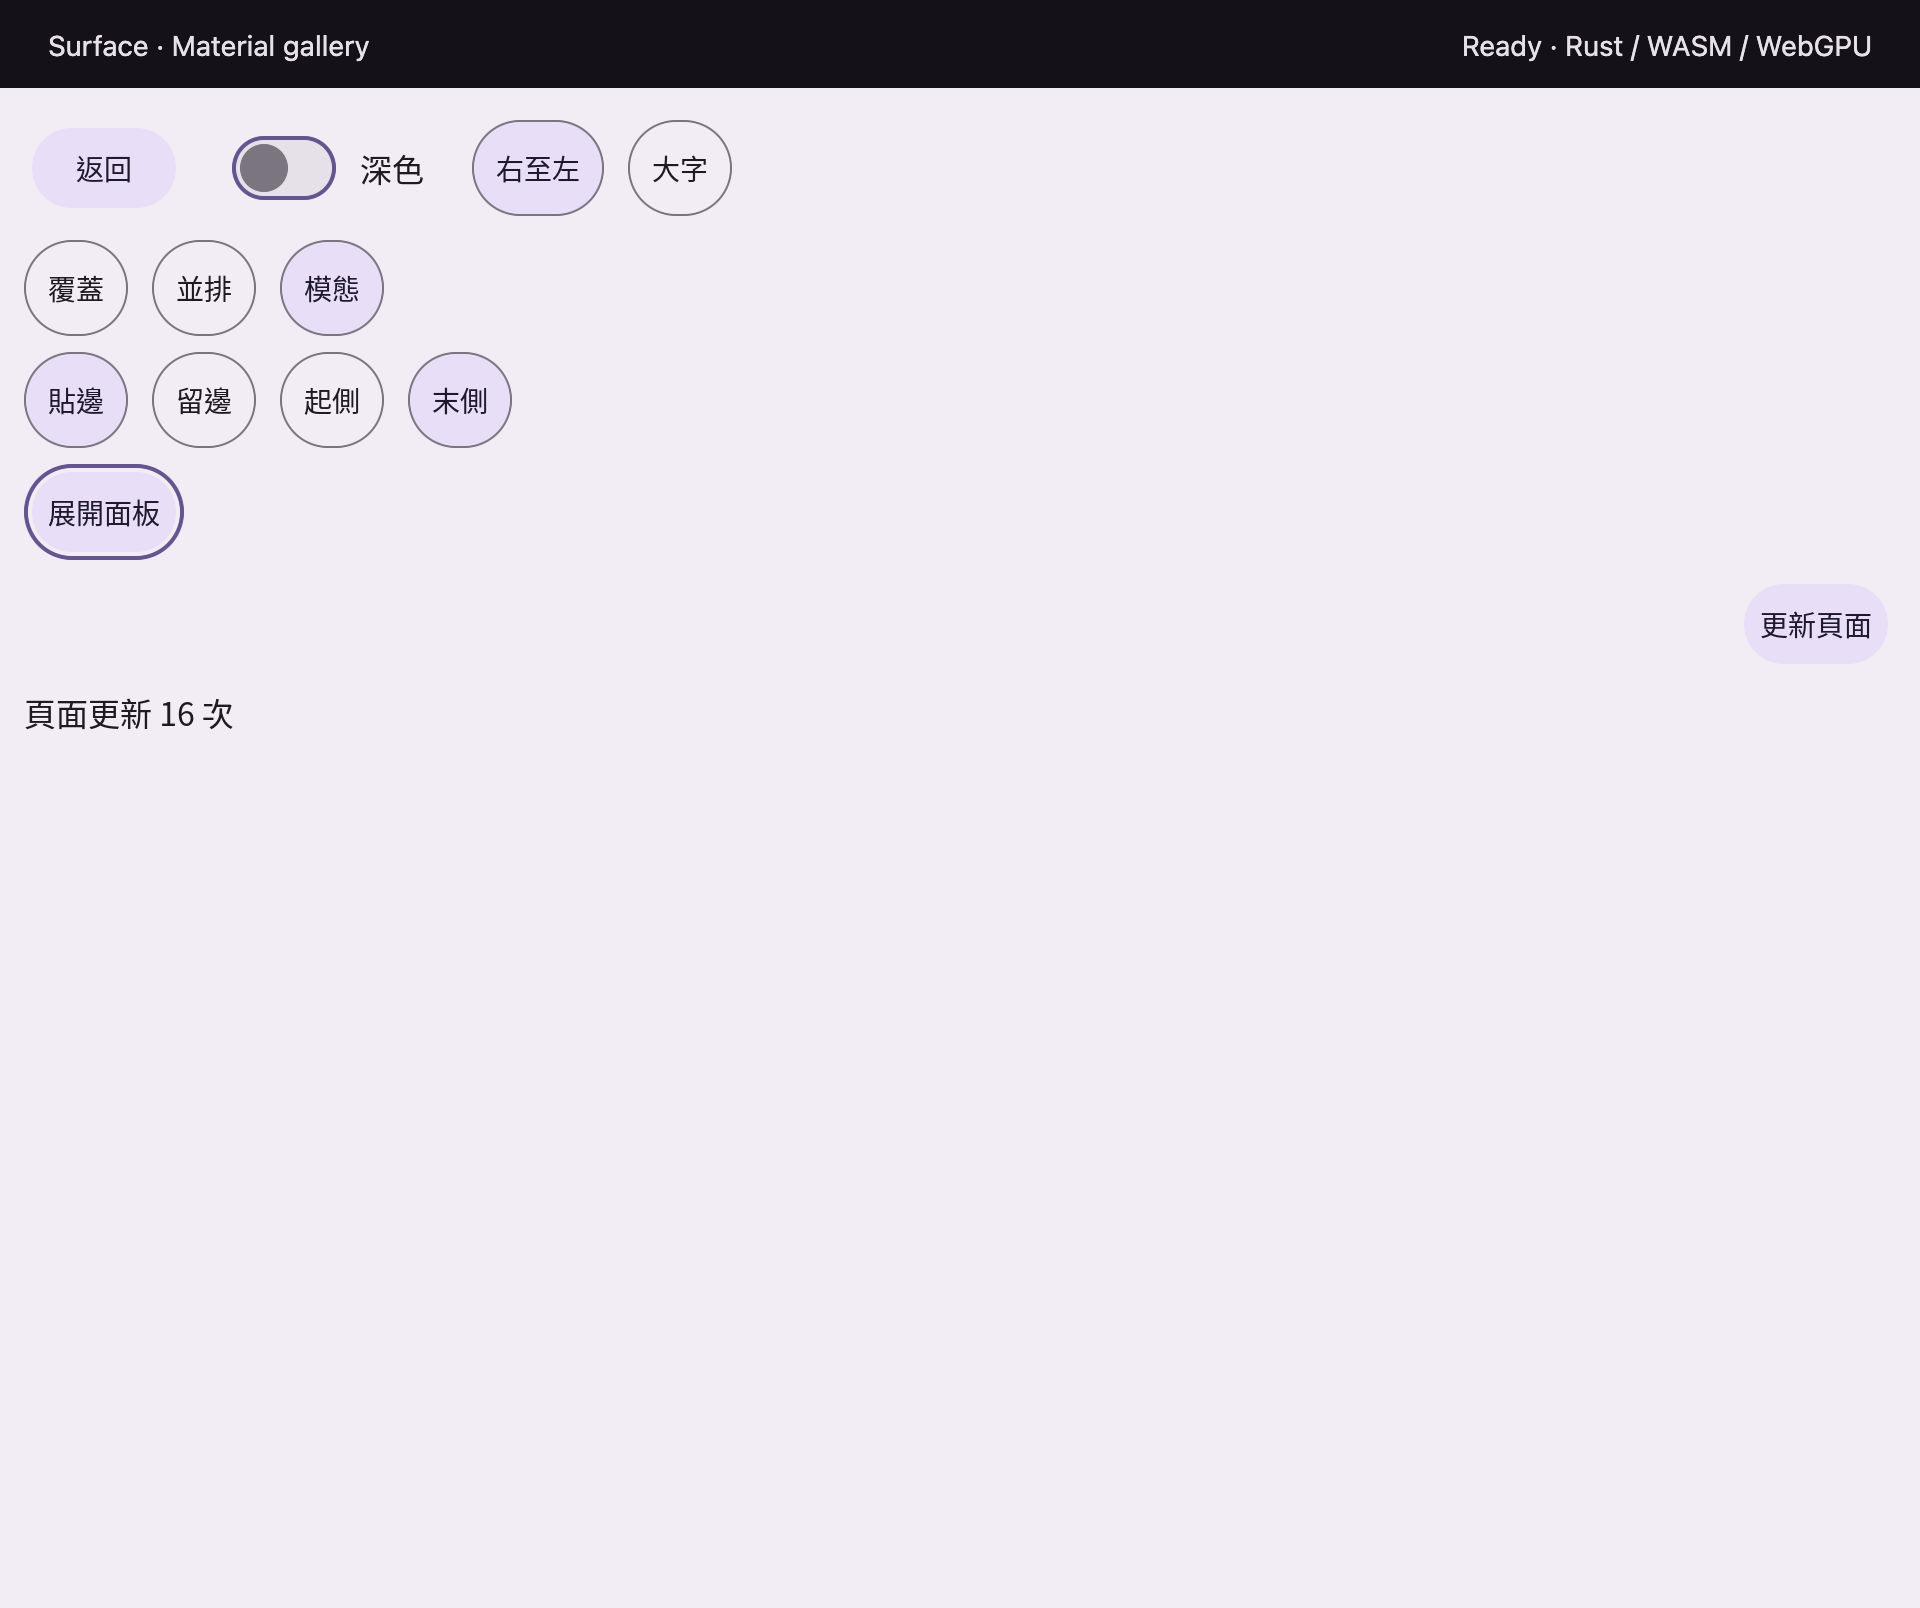 Surface · Material gallery
Ready · Rust / WASM / WebGPU
返回 深色 右至左 大字
覆蓋 並排 模態
貼邊 留邊 起側 末側
展開面板
更新頁面
頁面更新 16 次